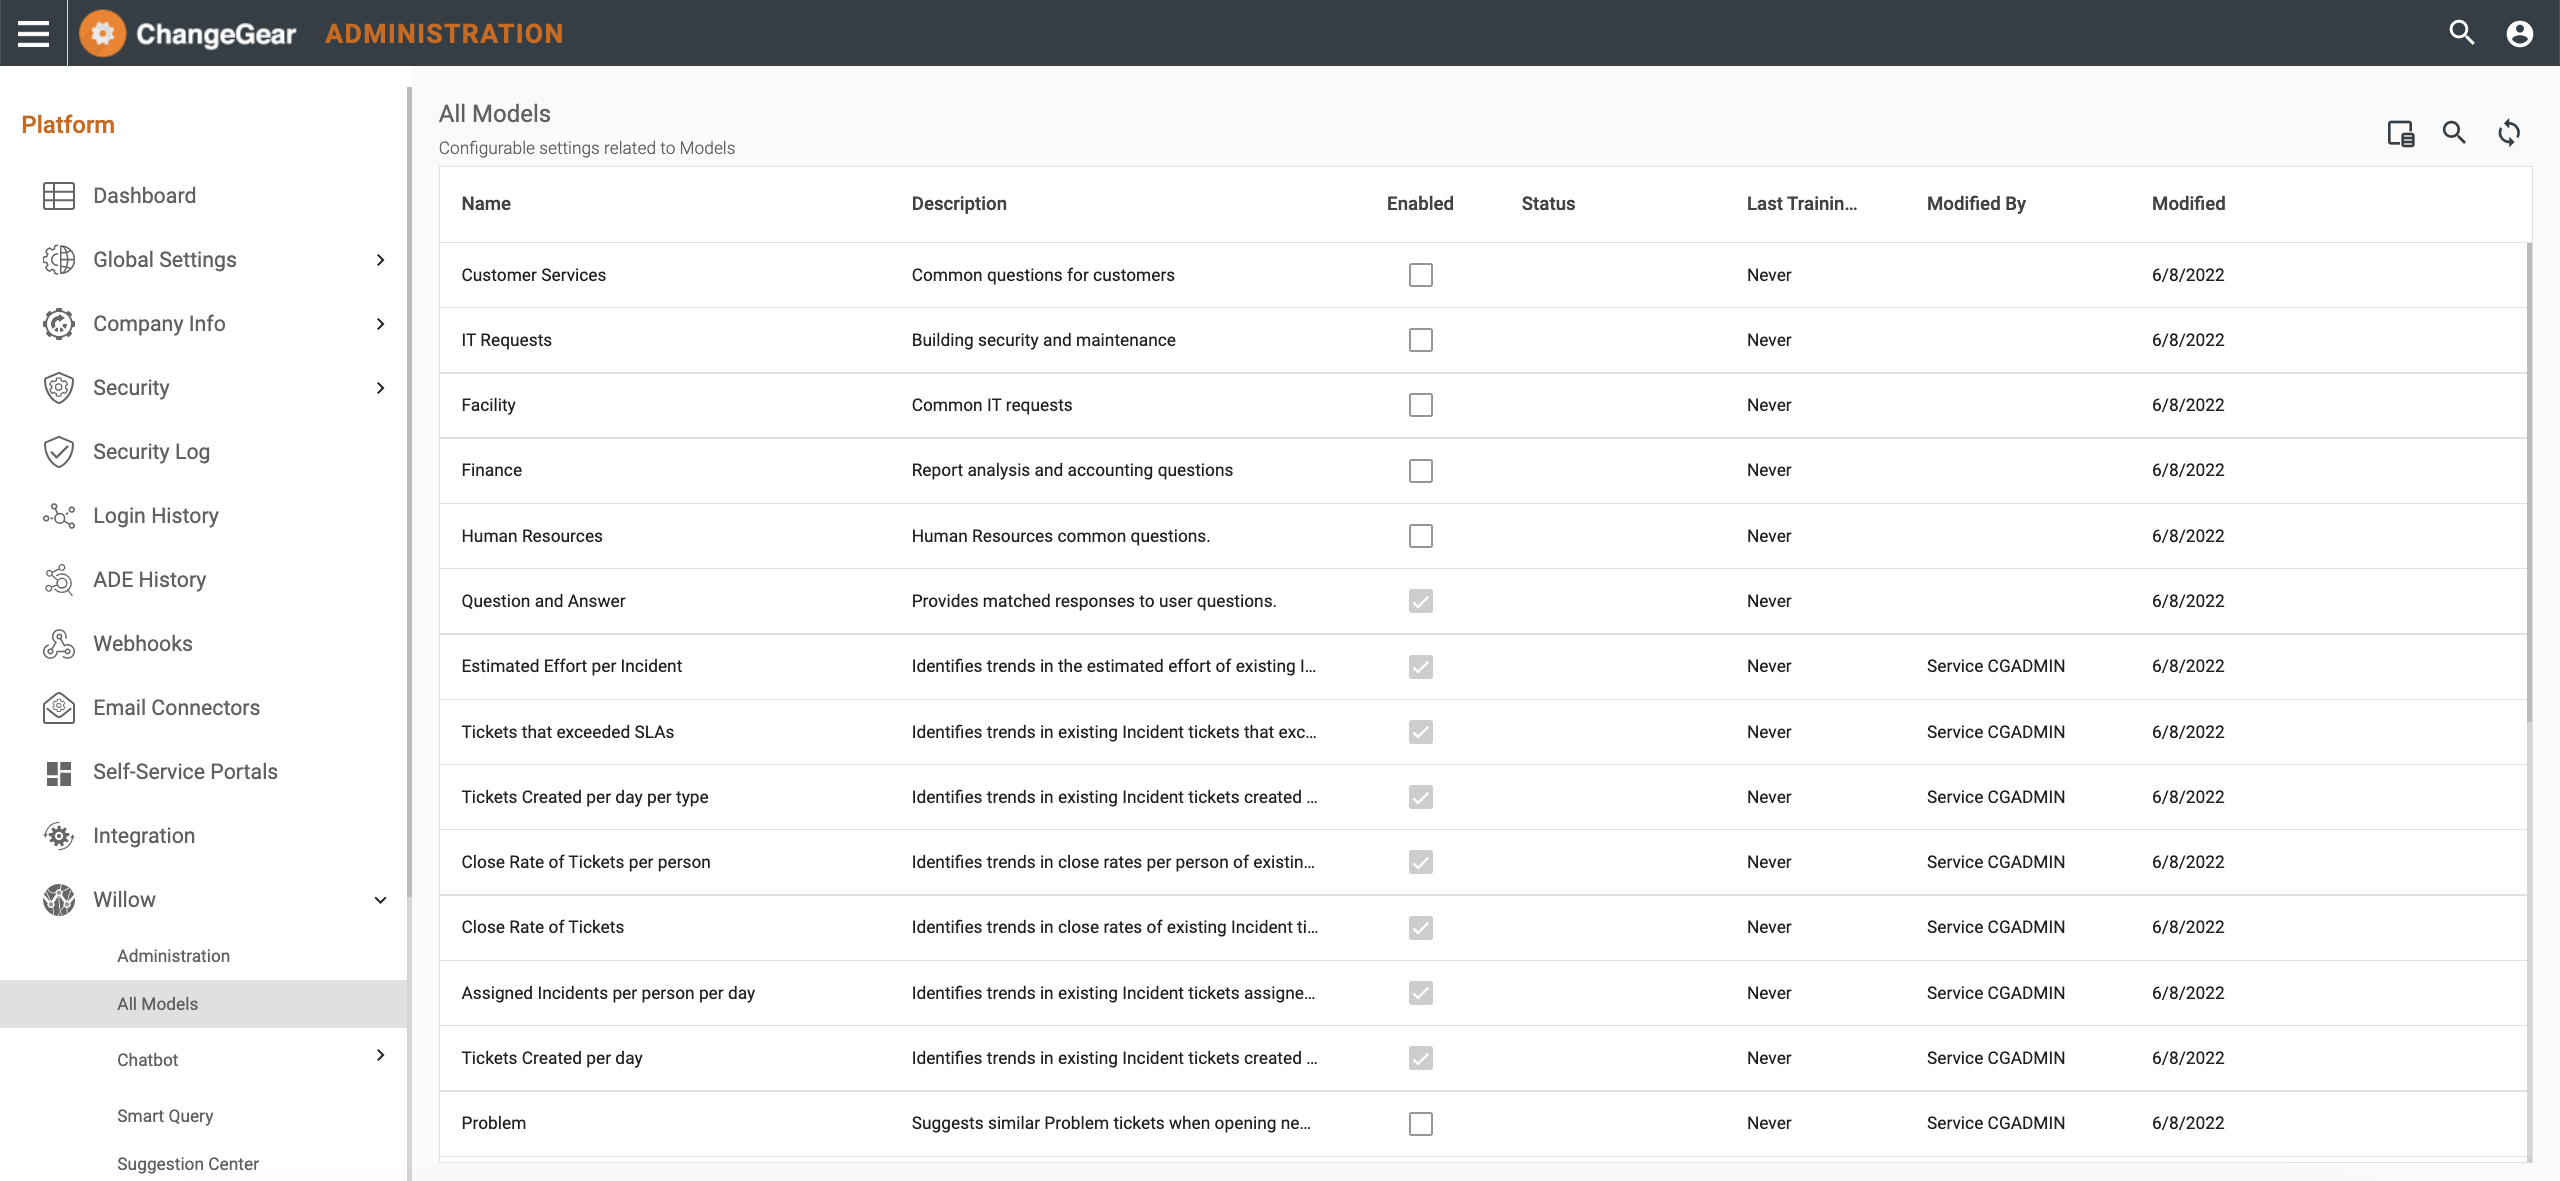 ChangeGear ADMINISTRATION
Platform
Dashboard
Global Settings
Company Info
Security
Security Log
Login History
ADE History
Webhooks
Email Connectors
Self-Service Portals
Integration
Willow
Administration
All Models
Chatbot
Smart Query
Suggestion Center
All Models
Configurable settings related to Models
Name Description Enabled Status Last Trainin... Modified By Modified
Customer Services Common questions for customers Never 6/8/2022
IT Requests Building security and maintenance Never 6/8/2022
Facility Common IT requests Never 6/8/2022
Finance Report analysis and accounting questions Never 6/8/2022
Human Resources Human Resources common questions. Never 6/8/2022
Question and Answer Provides matched responses to user questions. Never 6/8/2022
Estimated Effort per Incident Identifies trends in the estimated effort of existing I... Never Service CGADMIN 6/8/2022
Tickets that exceeded SLAs Identifies trends in existing Incident tickets that exc... Never Service CGADMIN 6/8/2022
Tickets Created per day per type Identifies trends in existing Incident tickets created ... Never Service CGADMIN 6/8/2022
Close Rate of Tickets per person Identifies trends in close rates per person of existin... Never Service CGADMIN 6/8/2022
Close Rate of Tickets Identifies trends in close rates of existing Incident ti... Never Service CGADMIN 6/8/2022
Assigned Incidents per person per day Identifies trends in existing Incident tickets assigne... Never Service CGADMIN 6/8/2022
Tickets Created per day Identifies trends in existing Incident tickets created ... Never Service CGADMIN 6/8/2022
Problem Suggests similar Problem tickets when opening ne... Never Service CGADMIN 6/8/2022